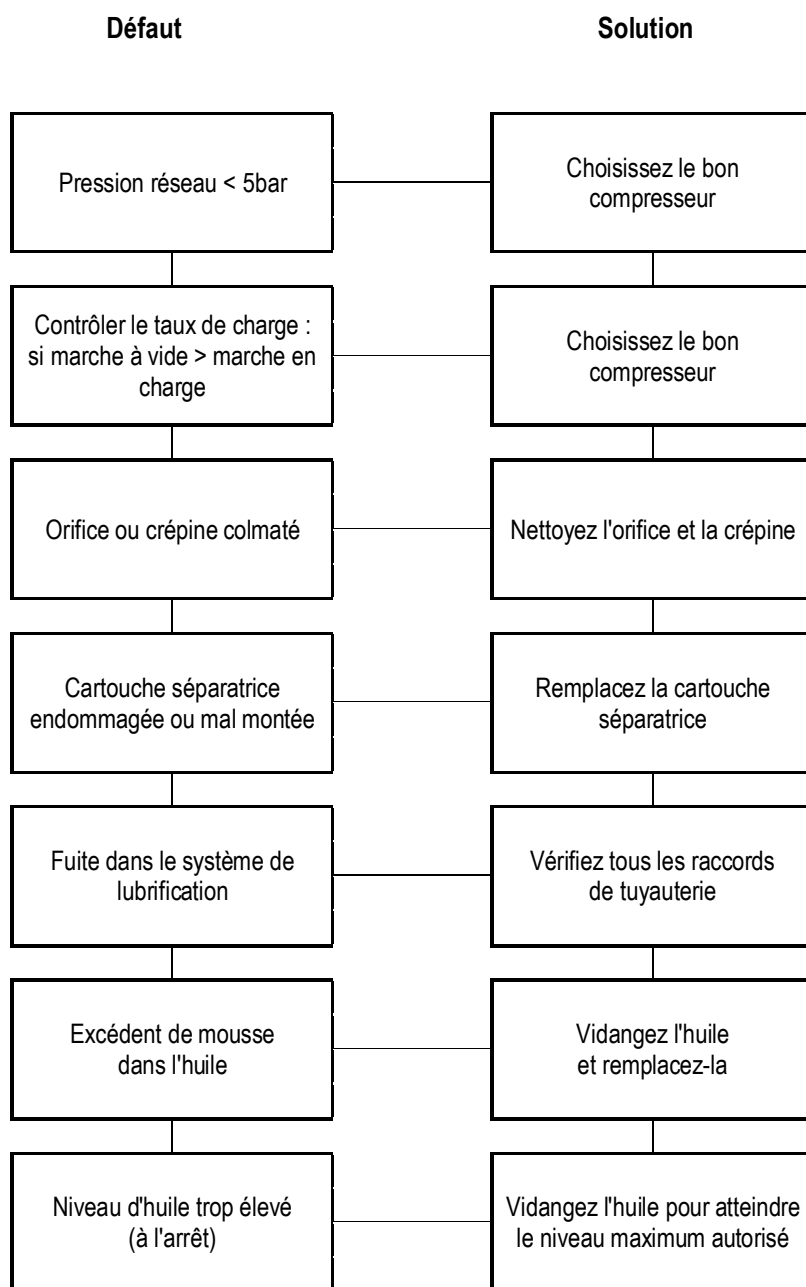 Défaut
Solution
Pression réseau < 5bar
Choisissez le bon
compresseur
Contrôler le taux de charge :
si marche à vide > marche en
charge
Choisissez le bon
compresseur
Orifice ou crépine colmaté
Nettoyez l'orifice et la crépine
Cartouche séparatrice
endommagée ou mal montée
Remplacez la cartouche
séparatrice
Fuite dans le système de
lubrification
Vérifiez tous les raccords
de tuyauterie
Excédent de mousse
dans l'huile
Vidangez l'huile
et remplacez-la
Niveau d'huile trop élevé
(à l'arrêt)
Vidangez l'huile pour atteindre
le niveau maximum autorisé